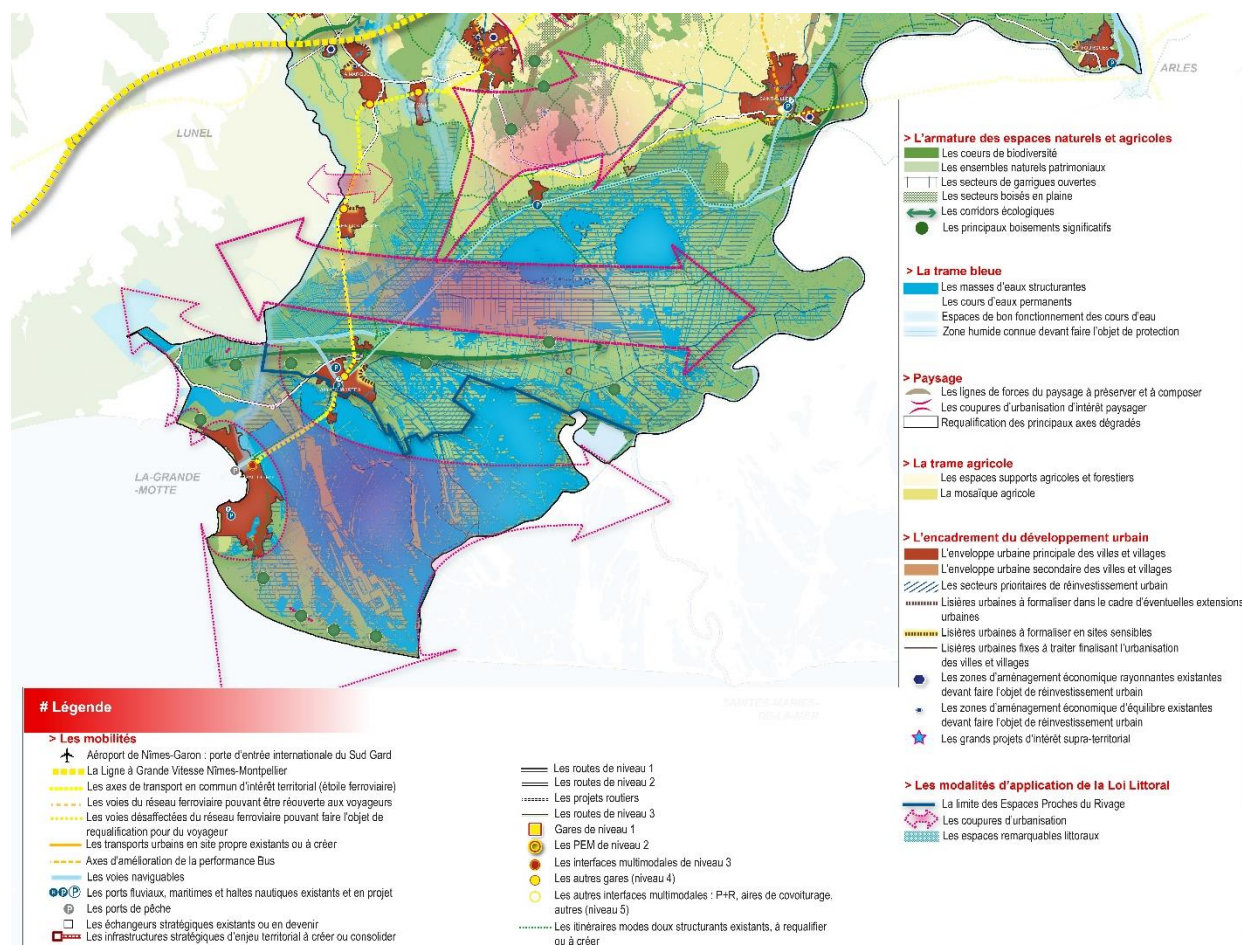 LUNEL
ARLES
LA-GRANDE
-MOTTE
> L'armature des espaces naturels et agricoles
Les coeurs de biodiversité
Les ensembles naturels patrimoniaux
Les secteurs de garrigues ouvertes
Les secteurs boisés en plaine
Les corridors écologiques
Les principaux boisements significatifs
> La trame bleue
Les masses d'eaux structurantes
Les cours d'eaux permanents
Espaces de bon fonctionnement des cours d'eau
Zone humide connue devant faire l'objet de protection
> Paysage
Les lignes de forces du paysage à préserver et à composer
Les coupures d'urbanisation d'intérêt paysager
Requalification des principaux axes dégradés
> La trame agricole
Les espaces supports agricoles et forestiers
La mosaïque agricole
> L'encadrement du développement urbain
L'enveloppe urbaine principale des villes et villages
L'enveloppe urbaine secondaire des villes et villages
Les secteurs prioritaires de réinvestissement urbain
Lisières urbaines à formaliser dans le cadre d'éventuelles extensions
urbaines
Lisières urbaines à formaliser en sites sensibles
Lisières urbaines fixes à traiter finalisant l'urbanisation
des villes et villages
Les zones d'aménagement économique rayonnantes existantes
devant faire l'objet de réinvestissement urbain
Les zones d'aménagement économique d'équilibre existantes
devant faire l'objet de réinvestissement urbain
Les grands projets d'intérêt supra-territorial
> Les modalités d'application de la Loi Littoral
La limite des Espaces Proches du Rivage
Les coupures d'urbanisation
Les espaces remarquables littoraux
SAINTES-MARIES-
DE-LA-MER
# Légende
> Les mobilités
Aéroport de Nîmes-Garon : porte d'entrée internationale du Sud Gard
La Ligne à Grande Vitesse Nîmes-Montpellier
Les axes de transport en commun d'intérêt territorial (étoile ferroviaire)
Les voies du réseau ferroviaire pouvant être réouverte aux voyageurs
Les voies désaffectées du réseau ferroviaire pouvant faire l'objet de
requalification pour du voyageur
Les transports urbains en site propre existants ou à créer
Axes d'amélioration de la performance Bus
Les voies navigables
Les ports fluviaux, maritimes et haltes nautiques existants et en projet
Les ports de pêche
Les échangeurs stratégiques existants ou en devenir
Les infrastructures stratégiques d'enjeu territorial à créer ou consolider
Les routes de niveau 1
Les routes de niveau 2
Les projets routiers
Les routes de niveau 3
Gares de niveau 1
Les PEM de niveau 2
Les interfaces multimodales de niveau 3
Les autres gares (niveau 4)
Les autres interfaces multimodales : P+R, aires de covoiturage.
autres (niveau 5)
Les itinéraires modes doux structurants existants, à requalifier
ou à créer